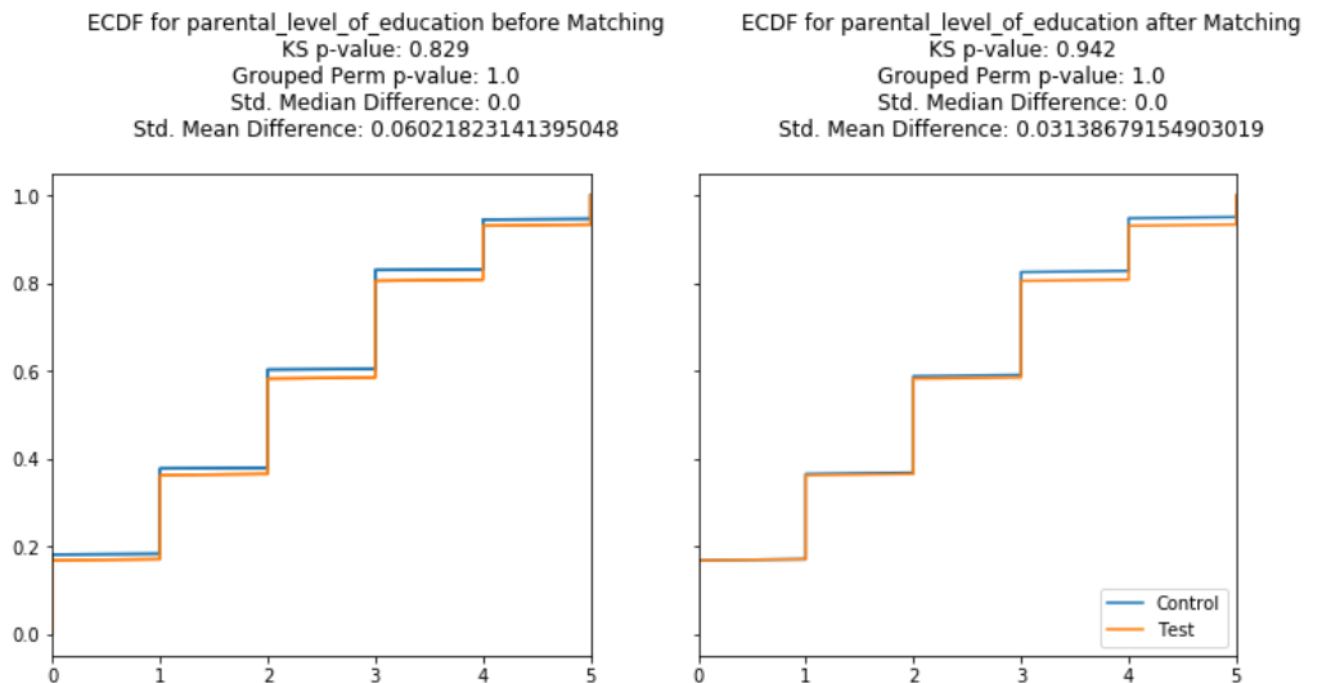 ECDF for parental_level_of_education before Matching
KS p-value: 0.829
Grouped Perm p-value: 1.0
Std. Median Difference: 0.0
Std. Mean Difference: 0.06021823141395048
1.0
0.8
0.6
0.4
0.2
0.0
0 1 2 3 4 5
ECDF for parental_level_of_education after Matching
KS p-value: 0.942
Grouped Perm p-value: 1.0
Std. Median Difference: 0.0
Std. Mean Difference: 0.03138679154903019
Control
Test
0 1 2 3 4 5